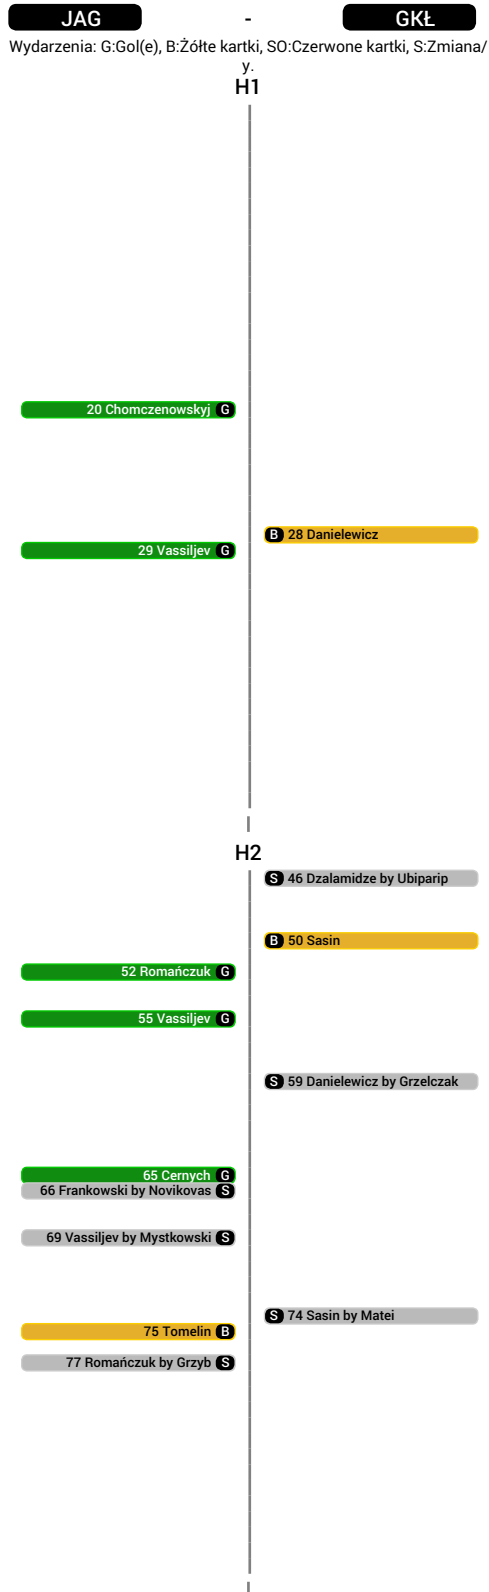 JAG - GKŁ
Wydarzenia: G:Gol(e), B:Żółte kartki, SO:Czerwone kartki, S:Zmiana/
y.
H1
20 Chomczenowskyj G
B 28 Danielewicz
29 Vassiljev G
H2
S 46 Dzalamidze by Ubiparip
B 50 Sasin
52 Romańczuk G
55 Vassiljev G
S 59 Danielewicz by Grzelczak
65 Cernych G
66 Frankowski by Novikovas S
69 Vassiljev by Mystkowski S
S 74 Sasin by Matei
75 Tomelin B
77 Romańczuk by Grzyb S